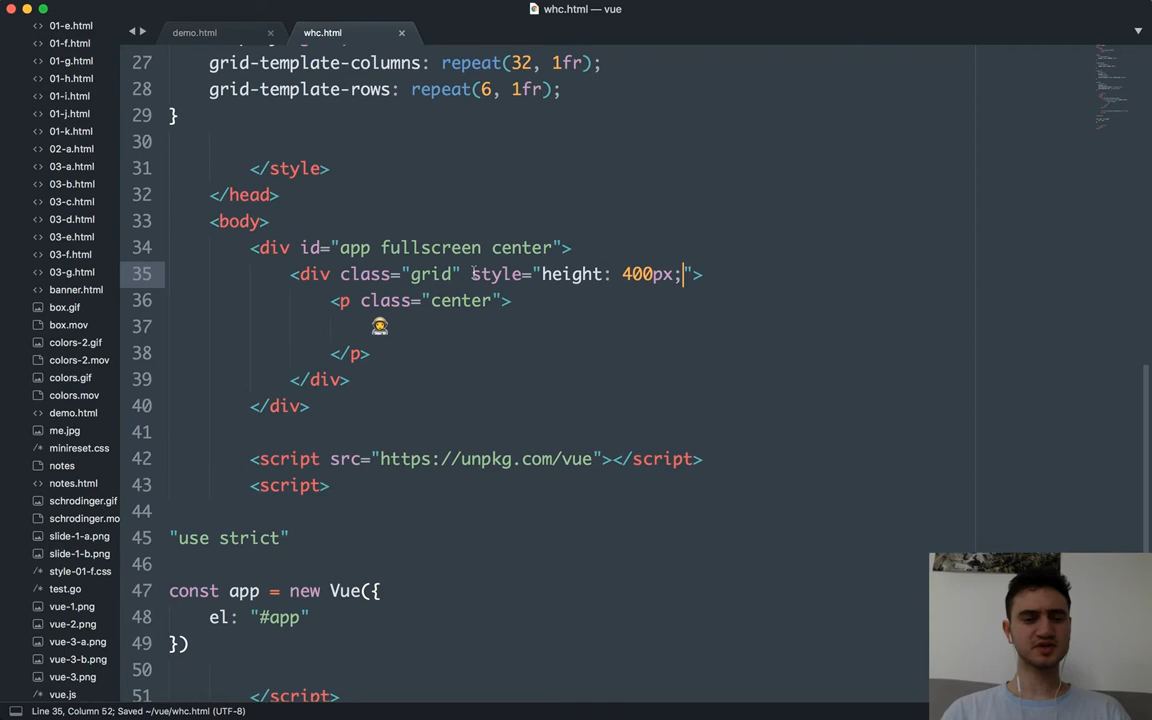 whc.html — vue
demo.html
whc.html
01-e.html
01-f.html
01-g.html
01-h.html
01-i.html
01-j.html
01-k.html
02-a.html
03-a.html
03-b.html
03-c.html
03-d.html
03-e.html
03-f.html
03-g.html
banner.html
box.gif
box.mov
colors-2.gif
colors-2.mov
colors.gif
colors.mov
demo.html
me.jpg
minireset.css
notes
notes.html
schrodinger.gif
schrodinger.mo
slide-1-a.png
slide-1-b.png
style-01-f.css
test.go
vue-1.png
vue-2.png
vue-3-a.png
vue-3-b.png
vue-3.png
vue.js
27 grid-template-columns: repeat(32, 1fr);
28 grid-template-rows: repeat(6, 1fr);
29 }
30
31 </style>
32 </head>
33 <body>
34 <div id="app fullscreen center">
35 <div class="grid" style="height: 400px;">
36 <p class="center">
37 👩‍🚀
38 </p>
39 </div>
40 </div>
41
42 <script src="https://unpkg.com/vue"></script>
43 <script>
44
45 "use strict"
46
47 const app = new Vue({
48 el: "#app"
49 })
50
51 </script>
Line 35, Column 52; Saved ~/vue/whc.html (UTF-8)